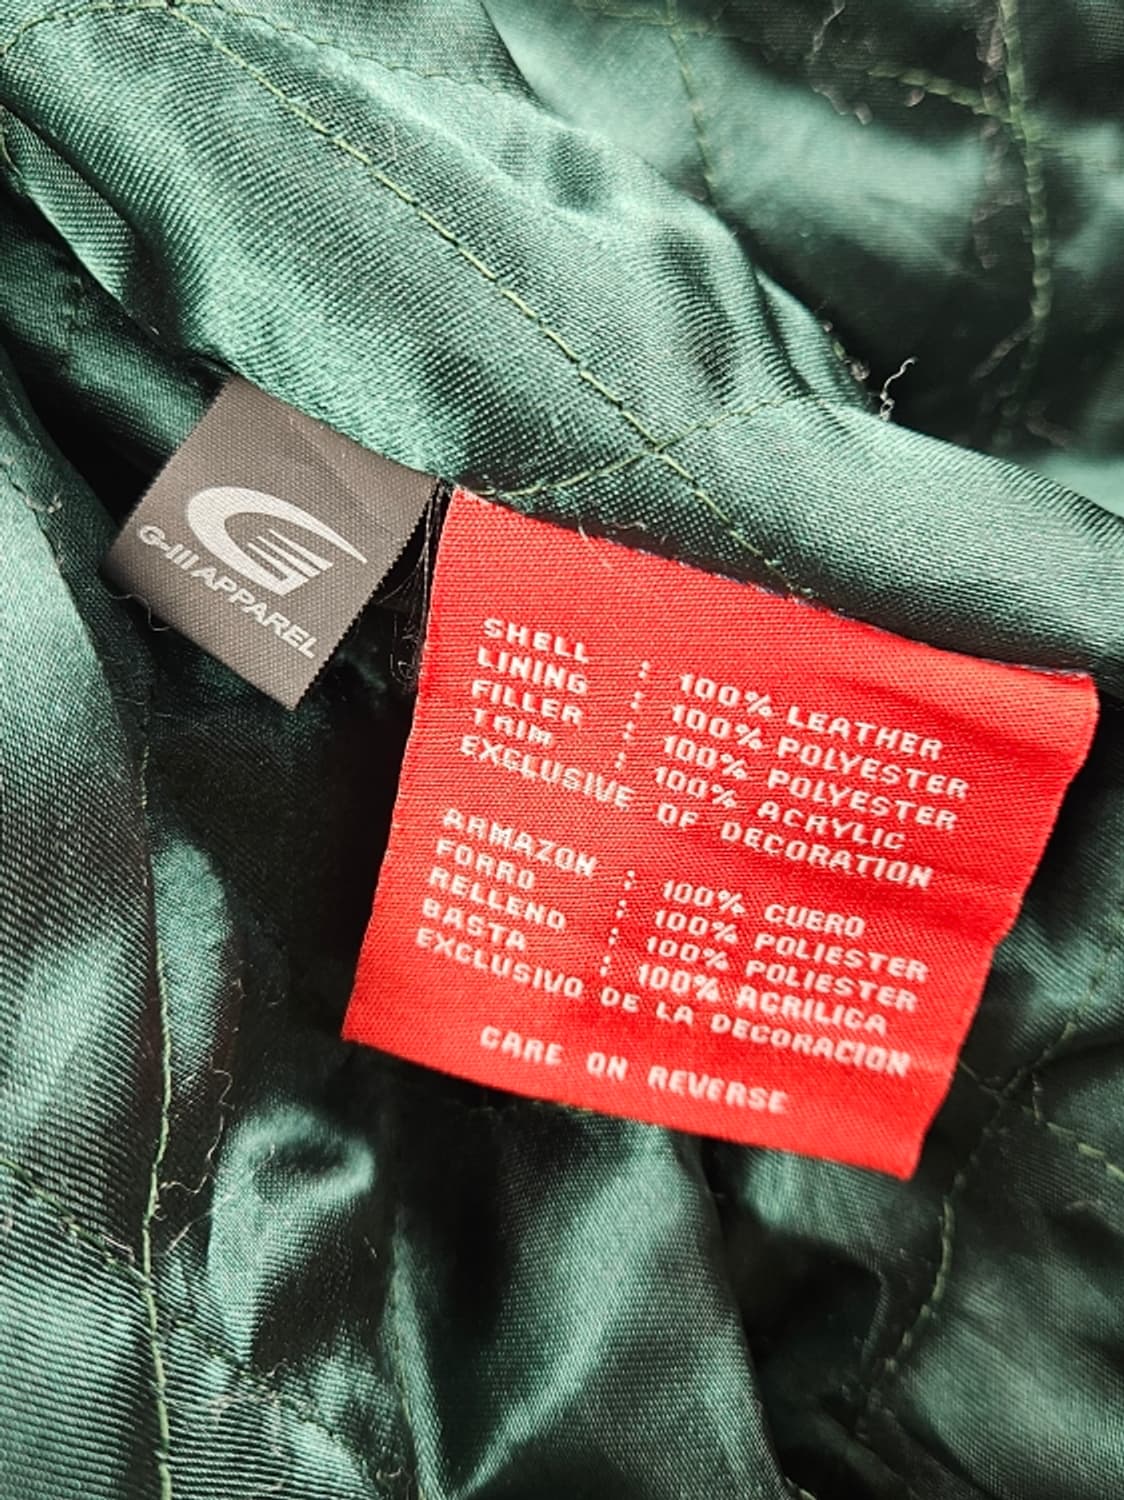 G-III APPAREL
SHELL : 100% LEATHER
LINING : 100% POLYESTER
FILLER : 100% POLYESTER
TRIM : 100% ACRYLIC
EXCLUSIVE OF DECORATION
ARMAZON : 100% CUERO
FORRO : 100% POLIESTER
RELLENO : 100% POLIESTER
BASTA : 100% ACRILICA
EXCLUSIVO DE LA DECORACION
CARE ON REVERSE